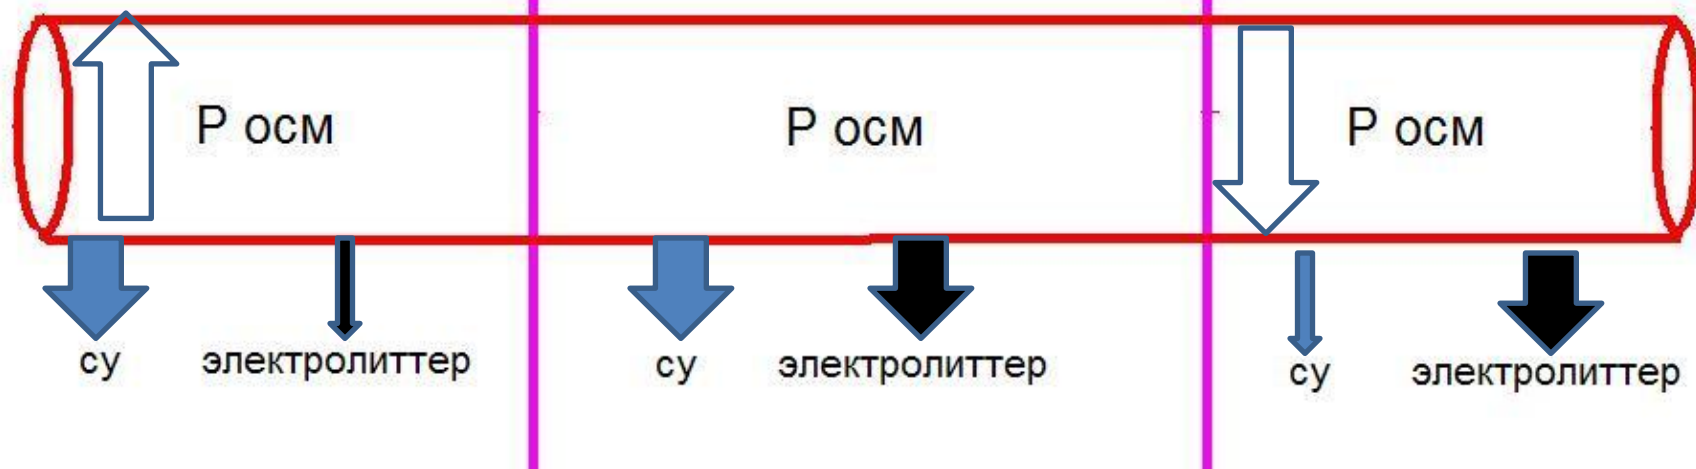 Р осм
Р осм
Р осм
су
электролиттер
су
электролиттер
су
электролиттер